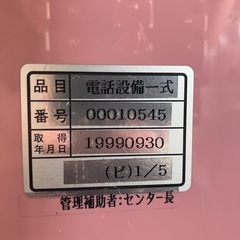 品目 電話設備一式
番号 00010545
取得年月日 19990930
(ピ)1/5
管理補助者:センター長